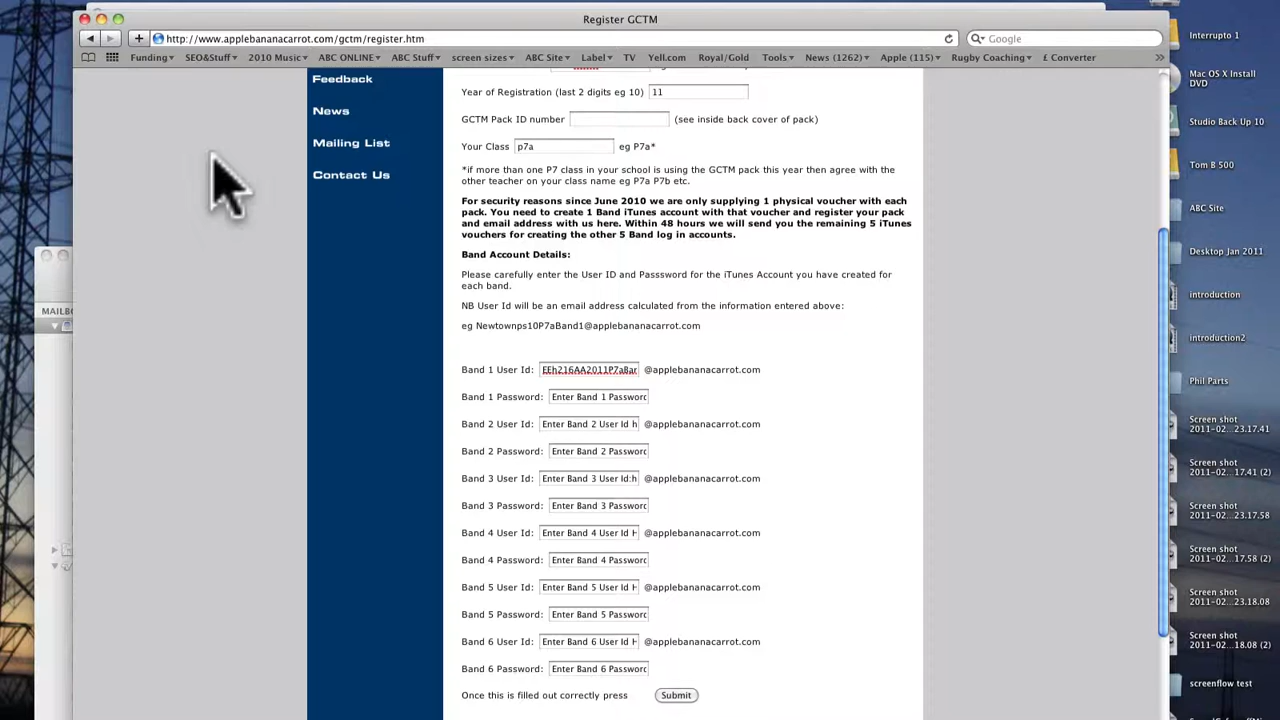 Register GCTM
http://www.applebananacarrot.com/gctm/register.htm
Google
Funding SEO&Stuff 2010 Music ABC ONLINE ABC Stuff screen sizes ABC Site Label TV Yell.com Royal/Gold Tools News (1262) Apple (115) Rugby Coaching £ Converter »
Feedback
News
Mailing List
Contact Us
Year of Registration (last 2 digits eg 10) 11
GCTM Pack ID number (see inside back cover of pack)
Your Class p7a eg P7a*
*if more than one P7 class in your school is using the GCTM pack this year then agree with the
other teacher on your class name eg P7a P7b etc.
For security reasons since June 2010 we are only supplying 1 physical voucher with each
pack. You need to create 1 Band iTunes account with that voucher and register your pack
and email address with us here. Within 48 hours we will send you the remaining 5 iTunes
vouchers for creating the other 5 Band log in accounts.
Band Account Details:
Please carefully enter the User ID and Passsword for the iTunes Account you have created for
each band.
NB User Id will be an email address calculated from the information entered above:
eg Newtownps10P7aBand1@applebananacarrot.com
Band 1 User Id: EEh216AA2011P7aBar @applebananacarrot.com
Band 1 Password: Enter Band 1 Password
Band 2 User Id: Enter Band 2 User Id h @applebananacarrot.com
Band 2 Password: Enter Band 2 Password
Band 3 User Id: Enter Band 3 User Id:h @applebananacarrot.com
Band 3 Password: Enter Band 3 Password
Band 4 User Id: Enter Band 4 User Id H @applebananacarrot.com
Band 4 Password: Enter Band 4 Password
Band 5 User Id: Enter Band 5 User Id H @applebananacarrot.com
Band 5 Password: Enter Band 5 Password
Band 6 User Id: Enter Band 6 User Id H @applebananacarrot.com
Band 6 Password: Enter Band 6 Password
Once this is filled out correctly press Submit
MAILBO
Interrupto 1
Mac OS X Install
DVD
Studio Back Up 10
Tom B 500
ABC Site
Desktop Jan 2011
introduction
introduction2
Phil Parts
Screen shot
2011-02...23.17.41
Screen shot
2011-02...17.41 (2)
Screen shot
2011-02...23.17.58
Screen shot
2011-02...17.58 (2)
Screen shot
2011-02...23.18.08
Screen shot
2011-02...18.08 (2)
screenflow test